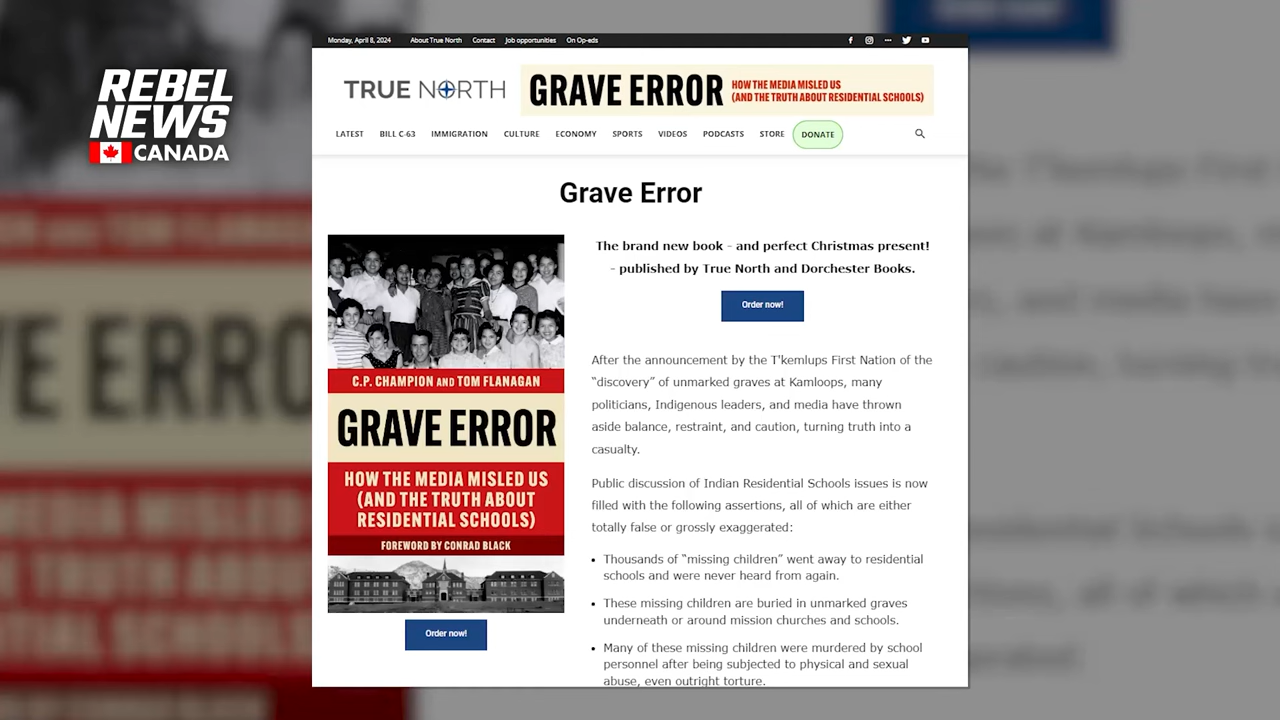 REBEL
NEWS
CANADA
Monday, April 8, 2024
About True North
Contact
Job opportunities
On Op-eds
TRUE NORTH
GRAVE ERROR
HOW THE MEDIA MISLED US
(AND THE TRUTH ABOUT RESIDENTIAL SCHOOLS)
LATEST
BILL C-63
IMMIGRATION
CULTURE
ECONOMY
SPORTS
VIDEOS
PODCASTS
STORE
DONATE
Grave Error
C.P. CHAMPION AND TOM FLANAGAN
GRAVE ERROR
HOW THE MEDIA MISLED US
(AND THE TRUTH ABOUT
RESIDENTIAL SCHOOLS)
FOREWORD BY CONRAD BLACK
Order now!
The brand new book – and perfect Christmas present!
– published by True North and Dorchester Books.
Order now!
After the announcement by the T'kemlups First Nation of the
“discovery” of unmarked graves at Kamloops, many
politicians, Indigenous leaders, and media have thrown
aside balance, restraint, and caution, turning truth into a
casualty.
Public discussion of Indian Residential Schools issues is now
filled with the following assertions, all of which are either
totally false or grossly exaggerated:
• Thousands of “missing children” went away to residential
schools and were never heard from again.
• These missing children are buried in unmarked graves
underneath or around mission churches and schools.
• Many of these missing children were murdered by school
personnel after being subjected to physical and sexual
abuse, even outright torture.